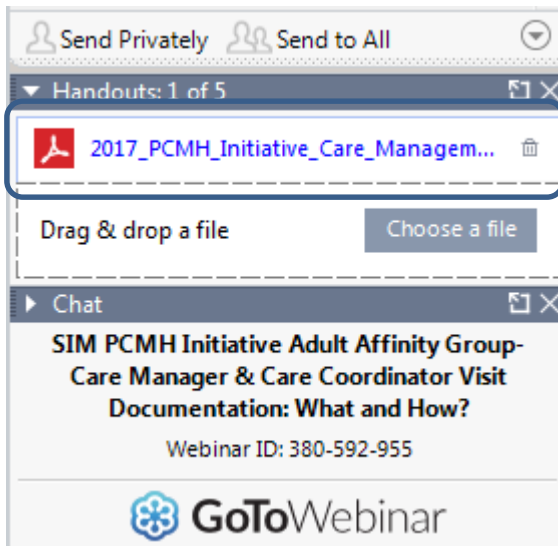 Send Privately Send to All
Handouts: 1 of 5
2017_PCMH_Initiative_Care_Managem...
Drag & drop a file Choose a file
Chat
SIM PCMH Initiative Adult Affinity Group-
Care Manager & Care Coordinator Visit
Documentation: What and How?
Webinar ID: 380-592-955
GoToWebinar